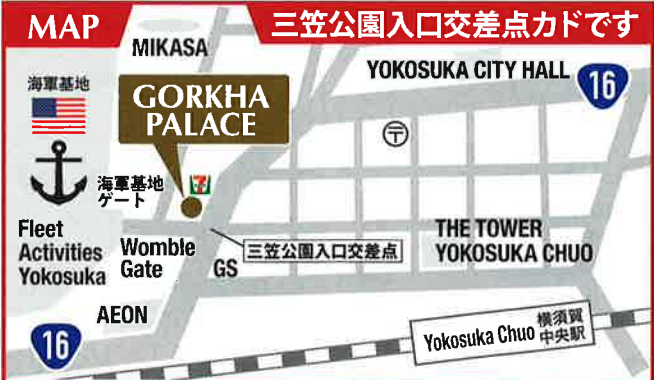 MAP
三笠公園入口交差点カドです
MIKASA
YOKOSUKA CITY HALL
16
海軍基地
GORKHA
PALACE
〒
7
海軍基地
ゲート
Fleet
Activities
Yokosuka
Womble
Gate
GS
三笠公園入口交差点
THE TOWER
YOKOSUKA CHUO
AEON
16
Yokosuka Chuo
横須賀
中央駅